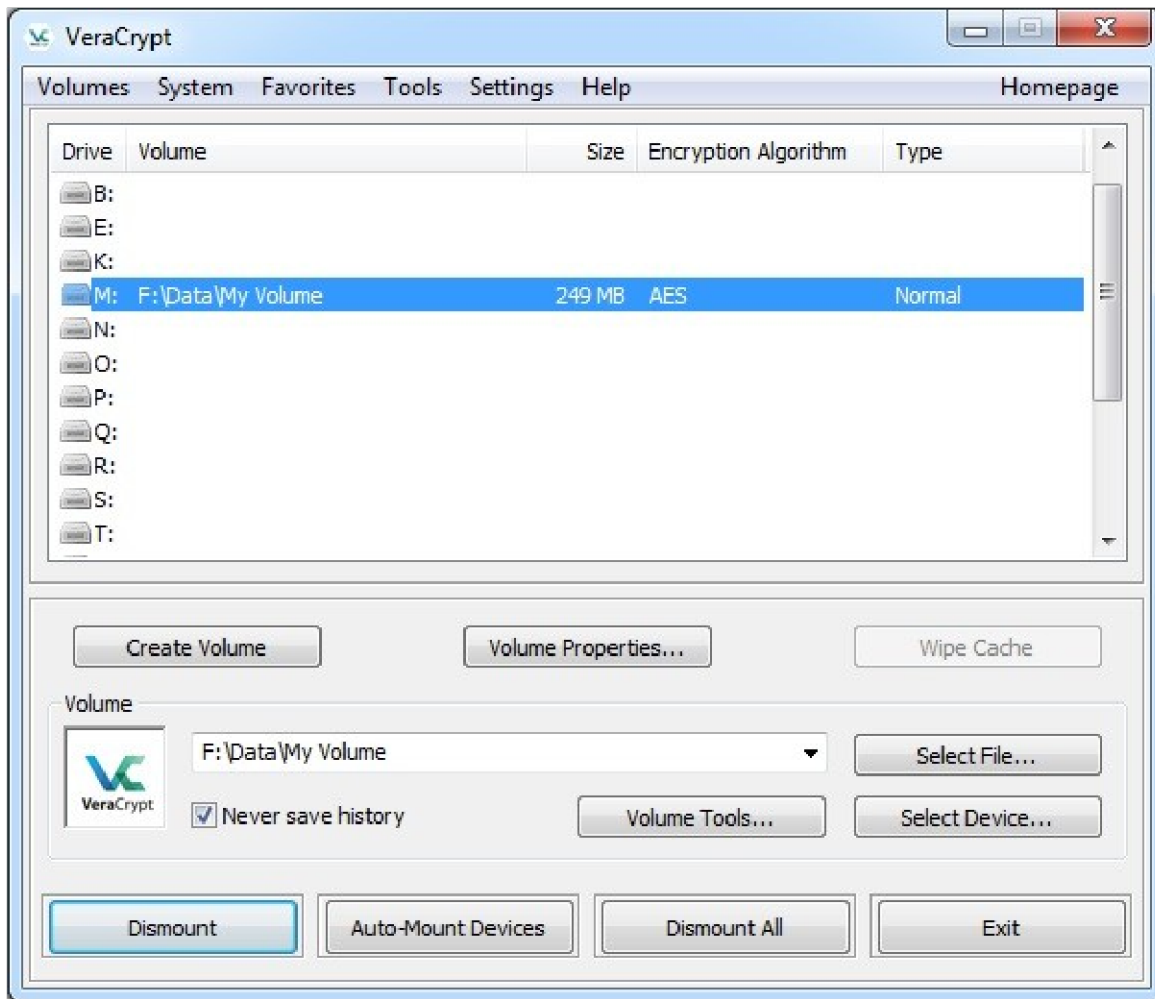 VeraCrypt
Volumes System Favorites Tools Settings Help Homepage
Drive Volume Size Encryption Algorithm Type
B:
E:
K:
M: F:\Data\My Volume 249 MB AES Normal
N:
O:
P:
Q:
R:
S:
T:
Create Volume Volume Properties... Wipe Cache
Volume
VeraCrypt
F:\Data\My Volume
Select File...
Never save history
Volume Tools...
Select Device...
Dismount Auto-Mount Devices Dismount All Exit